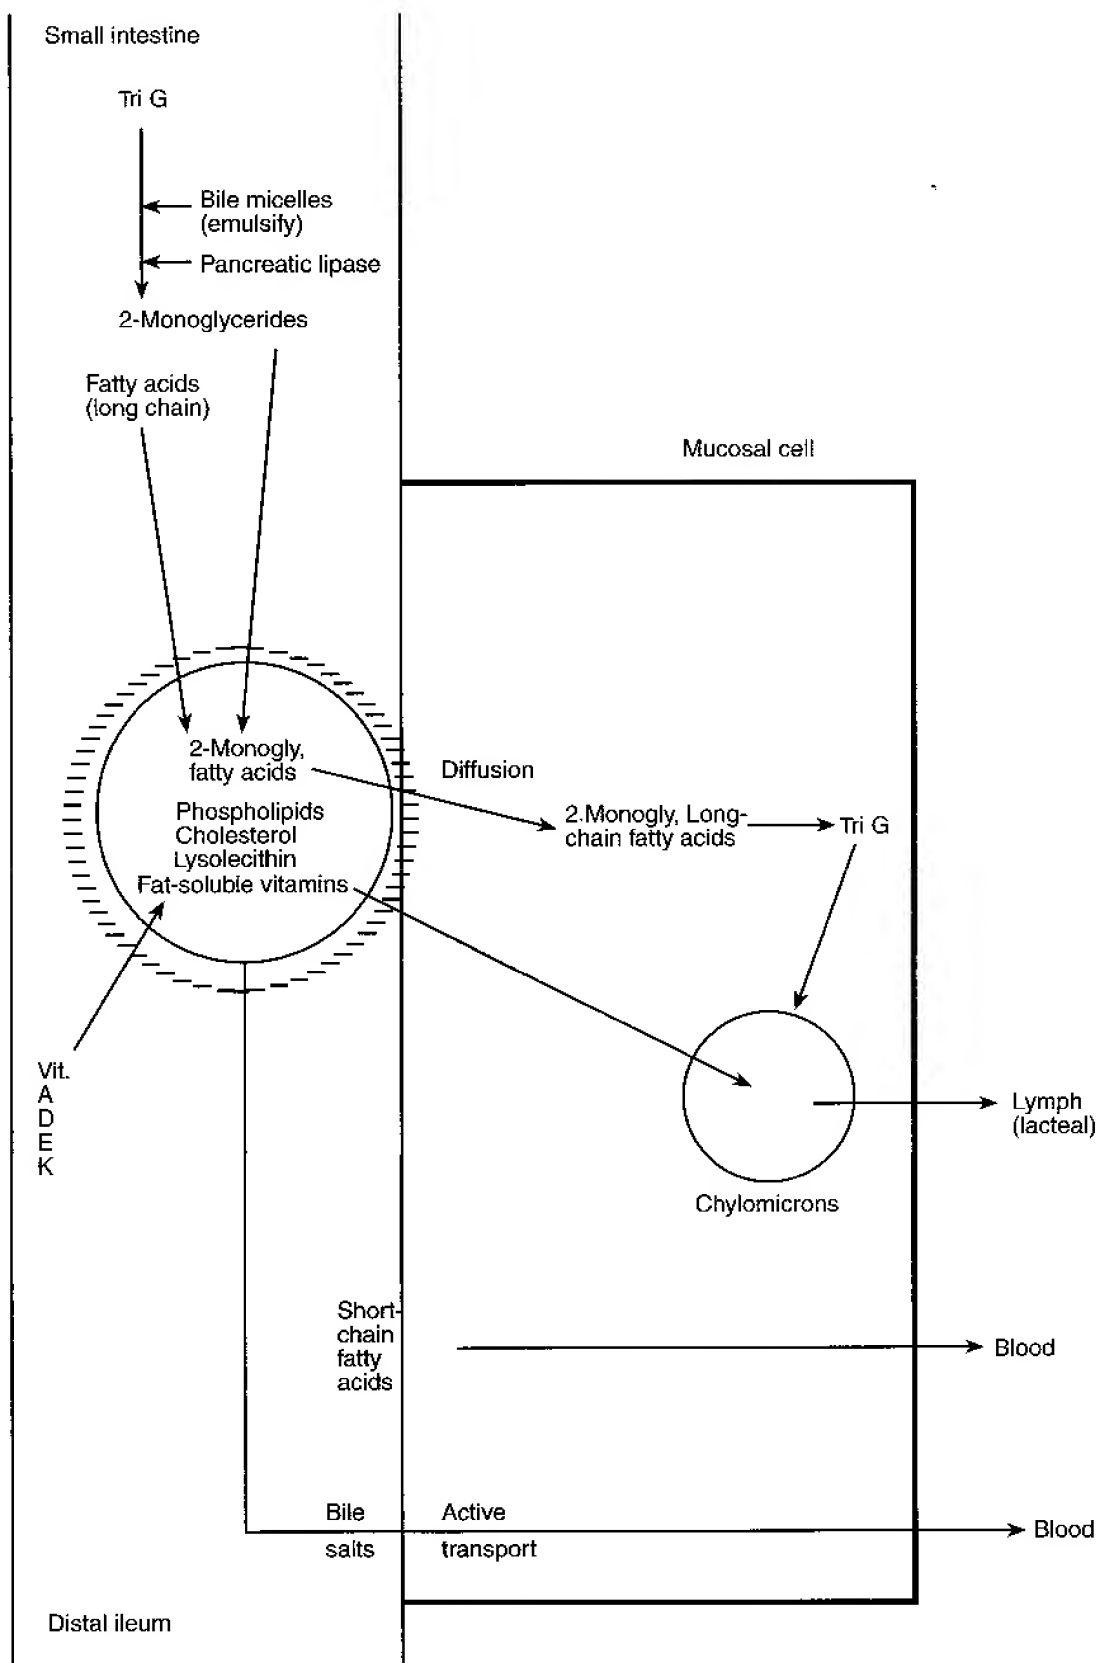 Small intestine
Tri G
Bile micelles
(emulsify)
Pancreatic lipase
2-Monoglycerides
Fatty acids
(long chain)
Mucosal cell
2-Monogly,
fatty acids
Phospholipids
Cholesterol
Lysolecithin
Fat-soluble vitamins
Diffusion
2.Monogly, Long-
chain fatty acids
Tri G
Vit.
A
D
E
K
Lymph
(lacteal)
Chylomicrons
Short-
chain
fatty
acids
Blood
Bile
salts
Active
transport
Blood
Distal ileum